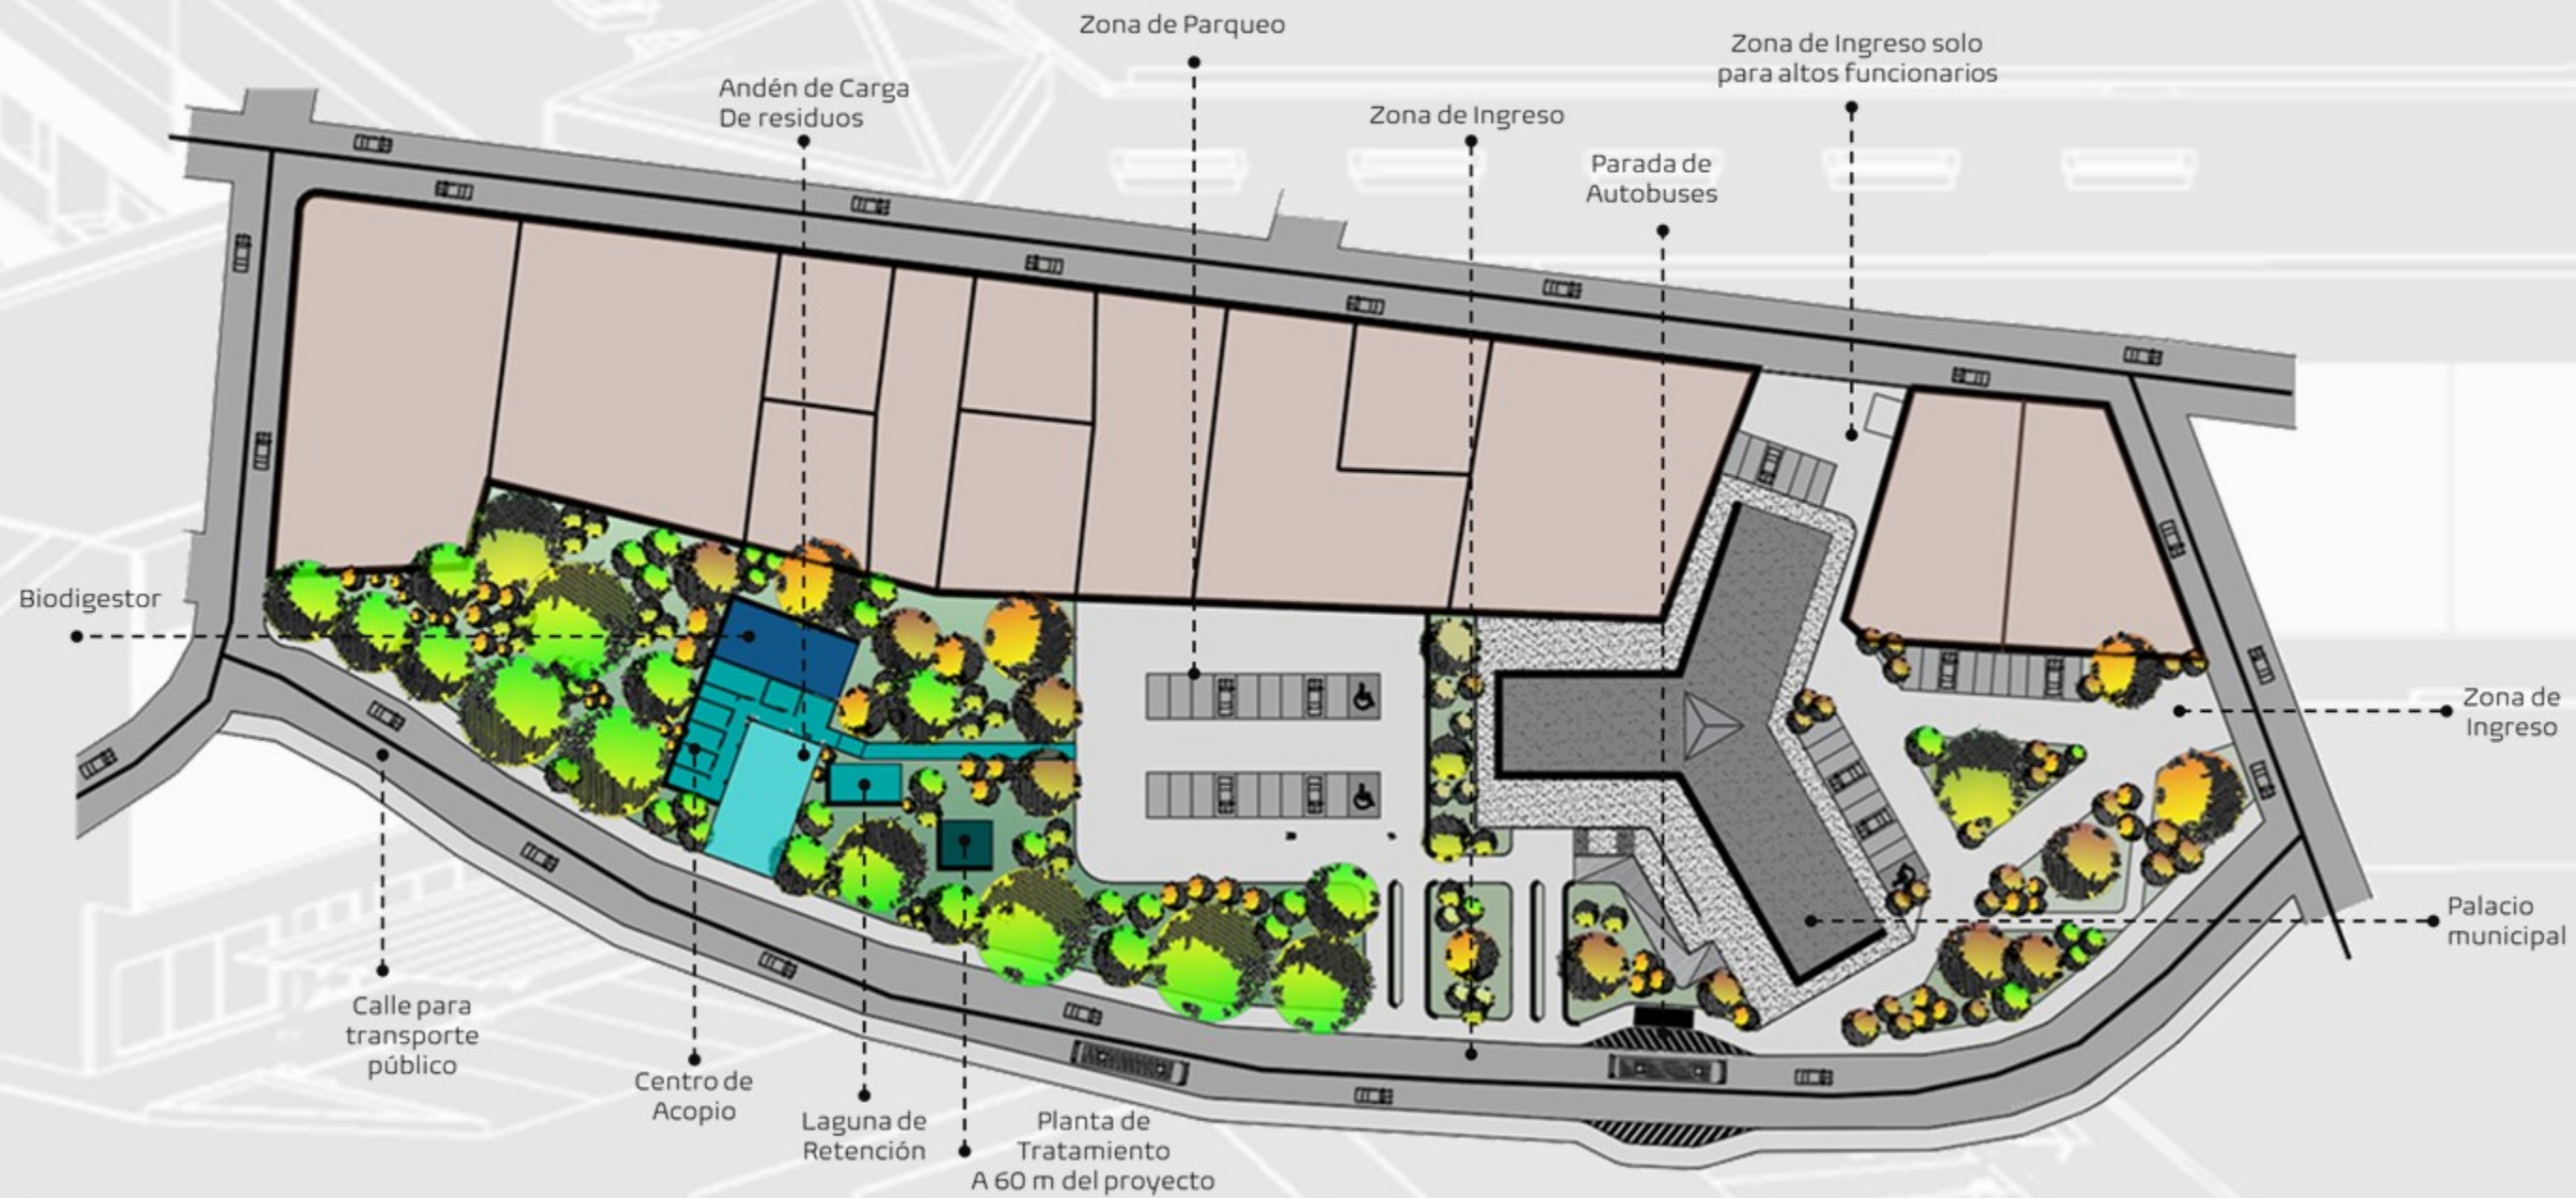 Zona de Parqueo
Zona de Ingreso solo
para altos funcionarios
Andén de Carga
De residuos
Zona de Ingreso
Parada de
Autobuses
Biodigestor
Zona de
Ingreso
Palacio
municipal
Calle para
transporte
público
Centro de
Acopio
Laguna de
Retención
Planta de
Tratamiento
A 60 m del proyecto